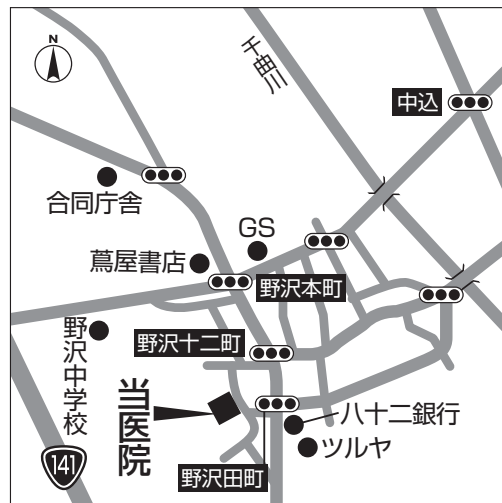 N
千曲川
中込
合同庁舎
GS
蔦屋書店
野沢本町
野沢中学校
野沢十二町
当医院
八十二銀行
ツルヤ
141
野沢田町